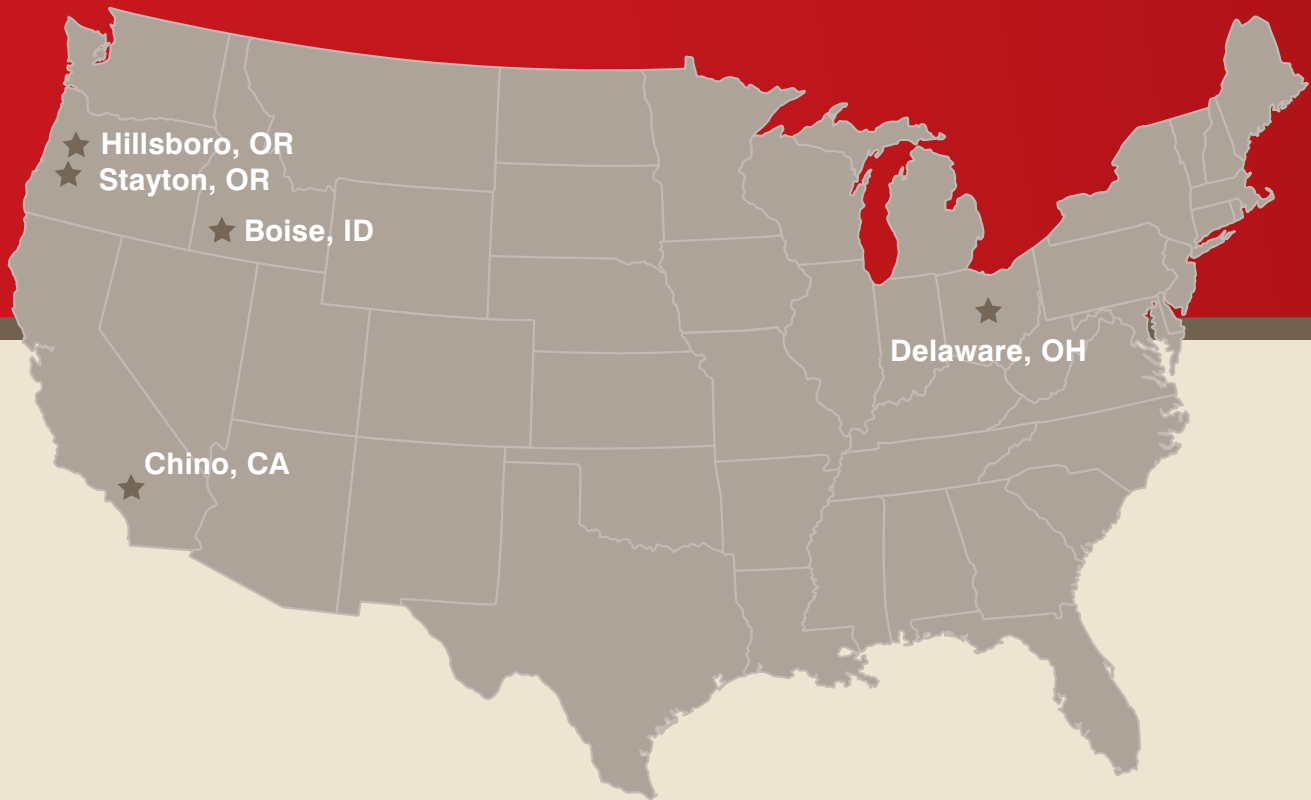 Hillsboro, OR
Stayton, OR
Boise, ID
Delaware, OH
Chino, CA